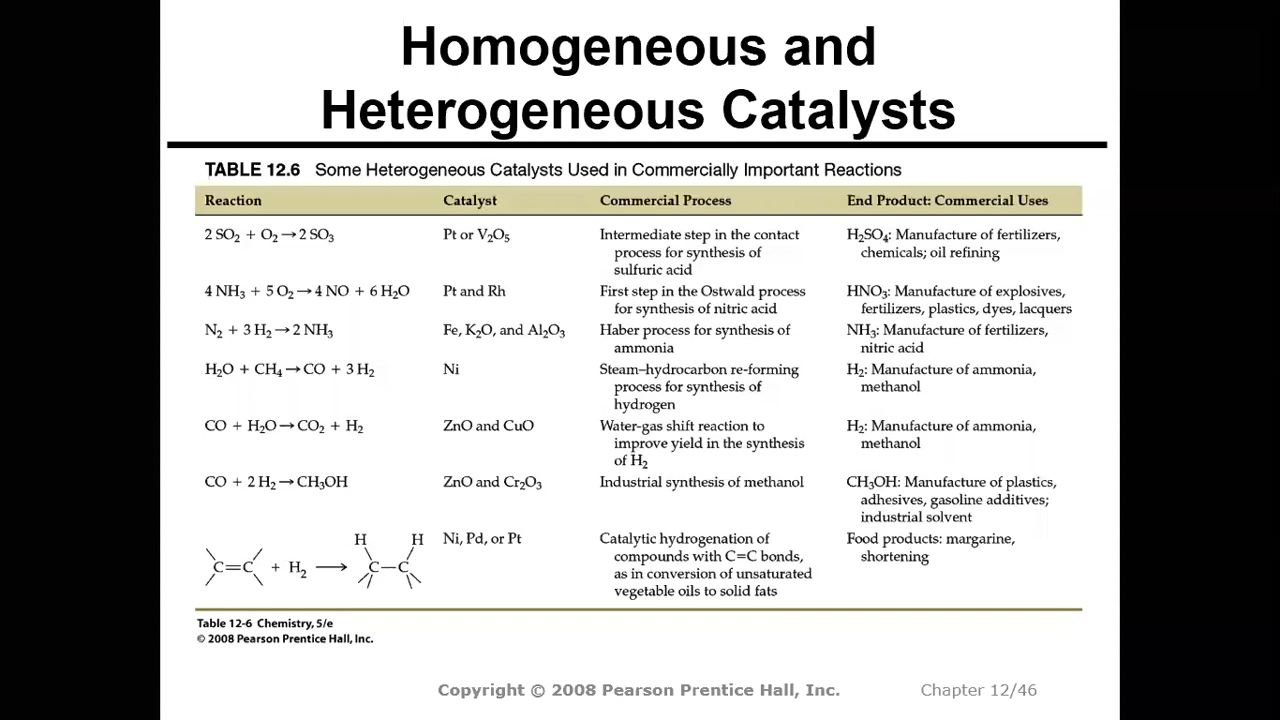 Homogeneous and
Heterogeneous Catalysts
TABLE 12.6 Some Heterogeneous Catalysts Used in Commercially Important Reactions
Reaction Catalyst Commercial Process End Product: Commercial Uses
2 SO₂ + O₂ → 2 SO₃ Pt or V₂O₅ Intermediate step in the contact H₂SO₄: Manufacture of fertilizers,
process for synthesis of chemicals; oil refining
sulfuric acid
4 NH₃ + 5 O₂ → 4 NO + 6 H₂O Pt and Rh First step in the Ostwald process HNO₃: Manufacture of explosives,
for synthesis of nitric acid fertilizers, plastics, dyes, lacquers
N₂ + 3 H₂ → 2 NH₃ Fe, K₂O, and Al₂O₃ Haber process for synthesis of NH₃: Manufacture of fertilizers,
ammonia nitric acid
H₂O + CH₄ → CO + 3 H₂ Ni Steam–hydrocarbon re-forming H₂: Manufacture of ammonia,
process for synthesis of methanol
hydrogen
CO + H₂O → CO₂ + H₂ ZnO and CuO Water-gas shift reaction to H₂: Manufacture of ammonia,
improve yield in the synthesis methanol
of H₂
CO + 2 H₂ → CH₃OH ZnO and Cr₂O₃ Industrial synthesis of methanol CH₃OH: Manufacture of plastics,
adhesives, gasoline additives;
industrial solvent
H H Ni, Pd, or Pt Catalytic hydrogenation of Food products: margarine,
compounds with C=C bonds, shortening
C=C + H₂ → C—C as in conversion of unsaturated
vegetable oils to solid fats
Table 12-6 Chemistry, 5/e
© 2008 Pearson Prentice Hall, Inc.
Copyright © 2008 Pearson Prentice Hall, Inc. Chapter 12/46